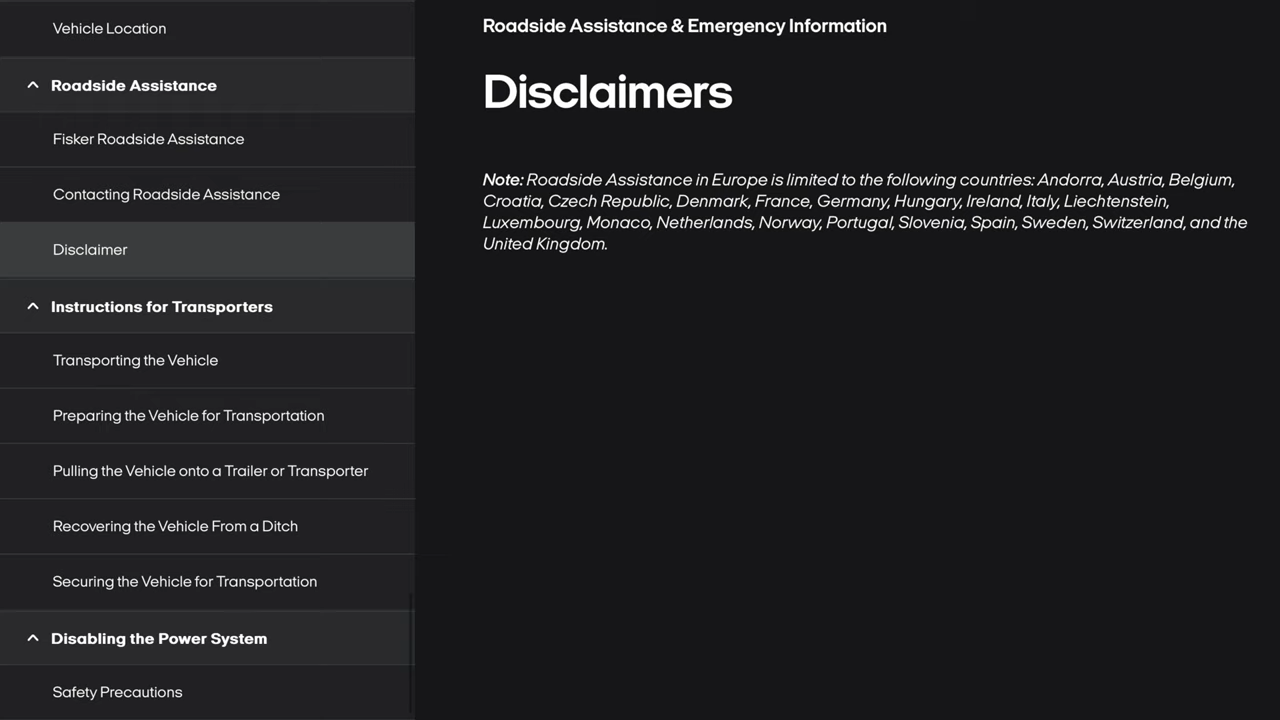 Vehicle Location
Roadside Assistance
Fisker Roadside Assistance
Contacting Roadside Assistance
Disclaimer
Instructions for Transporters
Transporting the Vehicle
Preparing the Vehicle for Transportation
Pulling the Vehicle onto a Trailer or Transporter
Recovering the Vehicle From a Ditch
Securing the Vehicle for Transportation
Disabling the Power System
Safety Precautions
Roadside Assistance & Emergency Information
Disclaimers
Note: Roadside Assistance in Europe is limited to the following countries: Andorra, Austria, Belgium,
Croatia, Czech Republic, Denmark, France, Germany, Hungary, Ireland, Italy, Liechtenstein,
Luxembourg, Monaco, Netherlands, Norway, Portugal, Slovenia, Spain, Sweden, Switzerland, and the
United Kingdom.